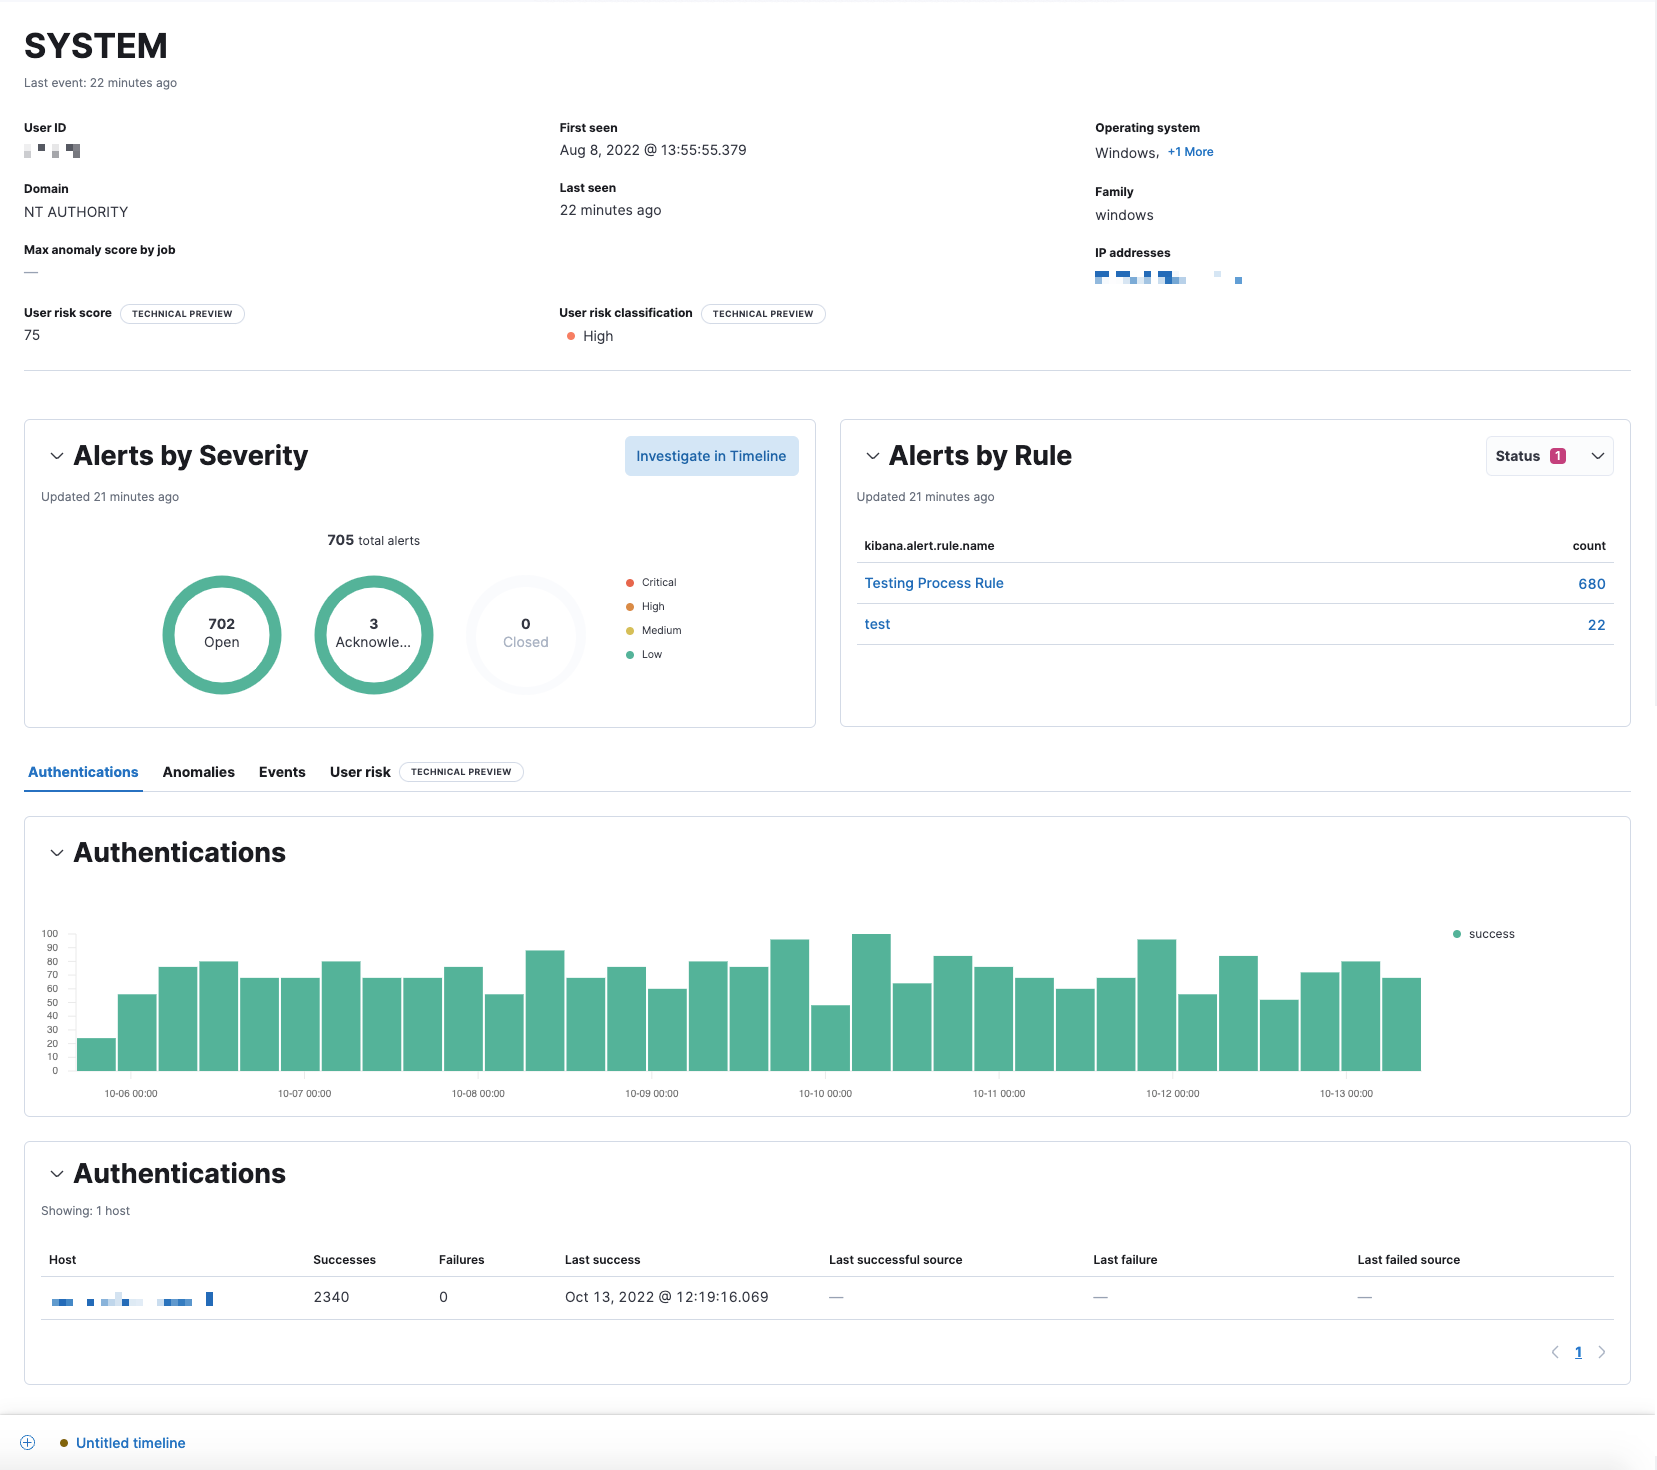 SYSTEM
Last event: 22 minutes ago
User ID
First seen
Aug 8, 2022 @ 13:55:55.379
Operating system
Windows, +1 More
Domain
NT AUTHORITY
Last seen
22 minutes ago
Family
windows
Max anomaly score by job
—
IP addresses
User risk score TECHNICAL PREVIEW
75
User risk classification TECHNICAL PREVIEW
High
Alerts by Severity
Investigate in Timeline
Updated 21 minutes ago
705 total alerts
702
Open
3
Acknowle...
0
Closed
Critical
High
Medium
Low
Alerts by Rule
Status 1
Updated 21 minutes ago
kibana.alert.rule.name count
Testing Process Rule 680
test 22
Authentications Anomalies Events User risk TECHNICAL PREVIEW
Authentications
100
90
80
70
60
50
40
30
20
10
0
10-06 00:00 10-07 00:00 10-08 00:00 10-09 00:00 10-10 00:00 10-11 00:00 10-12 00:00 10-13 00:00
success
Authentications
Showing: 1 host
Host Successes Failures Last success Last successful source Last failure Last failed source
2340 0 Oct 13, 2022 @ 12:19:16.069 — — —
1
Untitled timeline